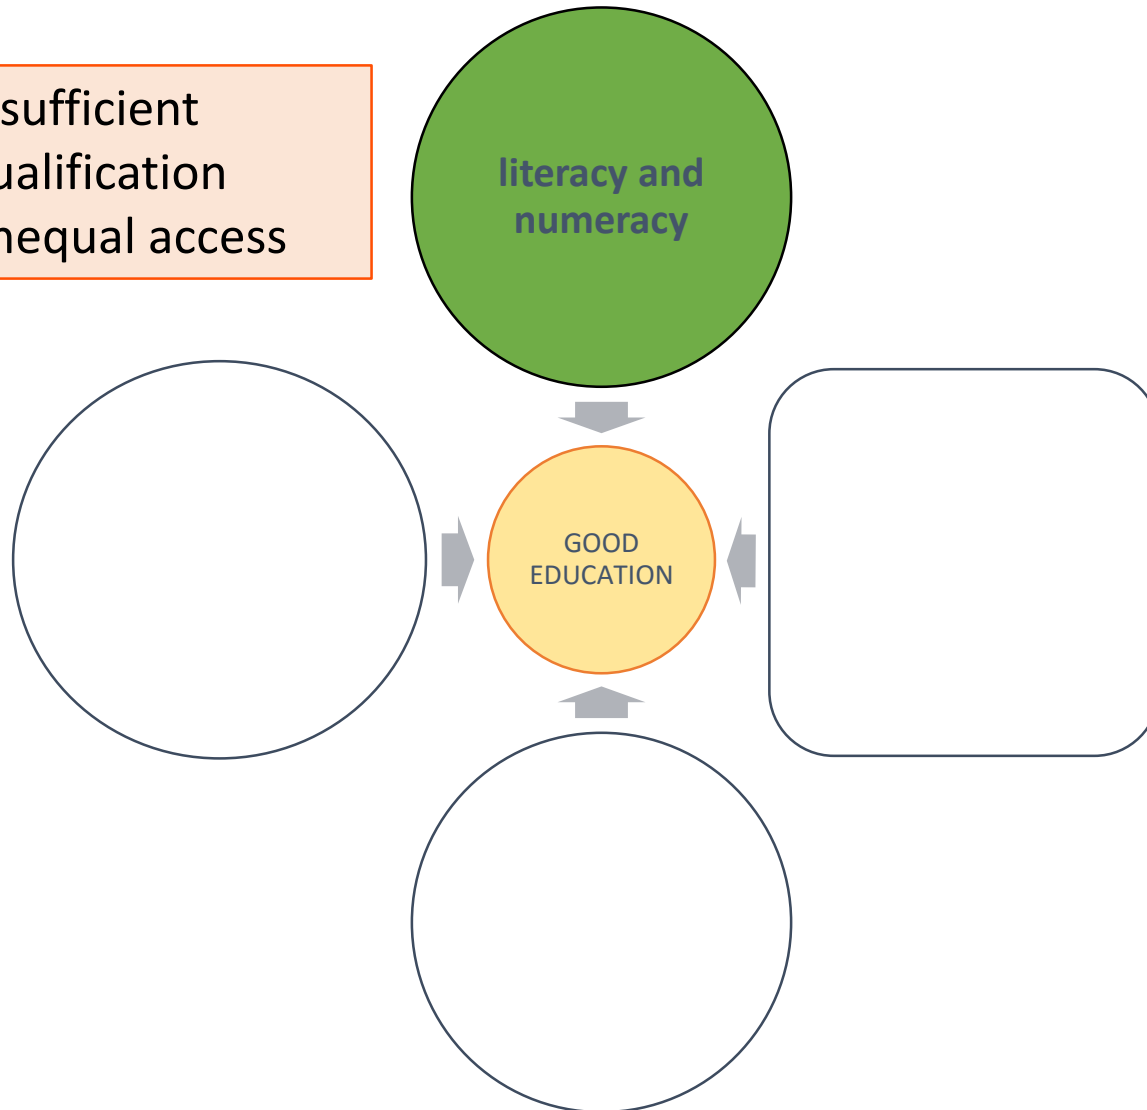 sufficient
ualification
nequal access
literacy and
numeracy
GOOD
EDUCATION